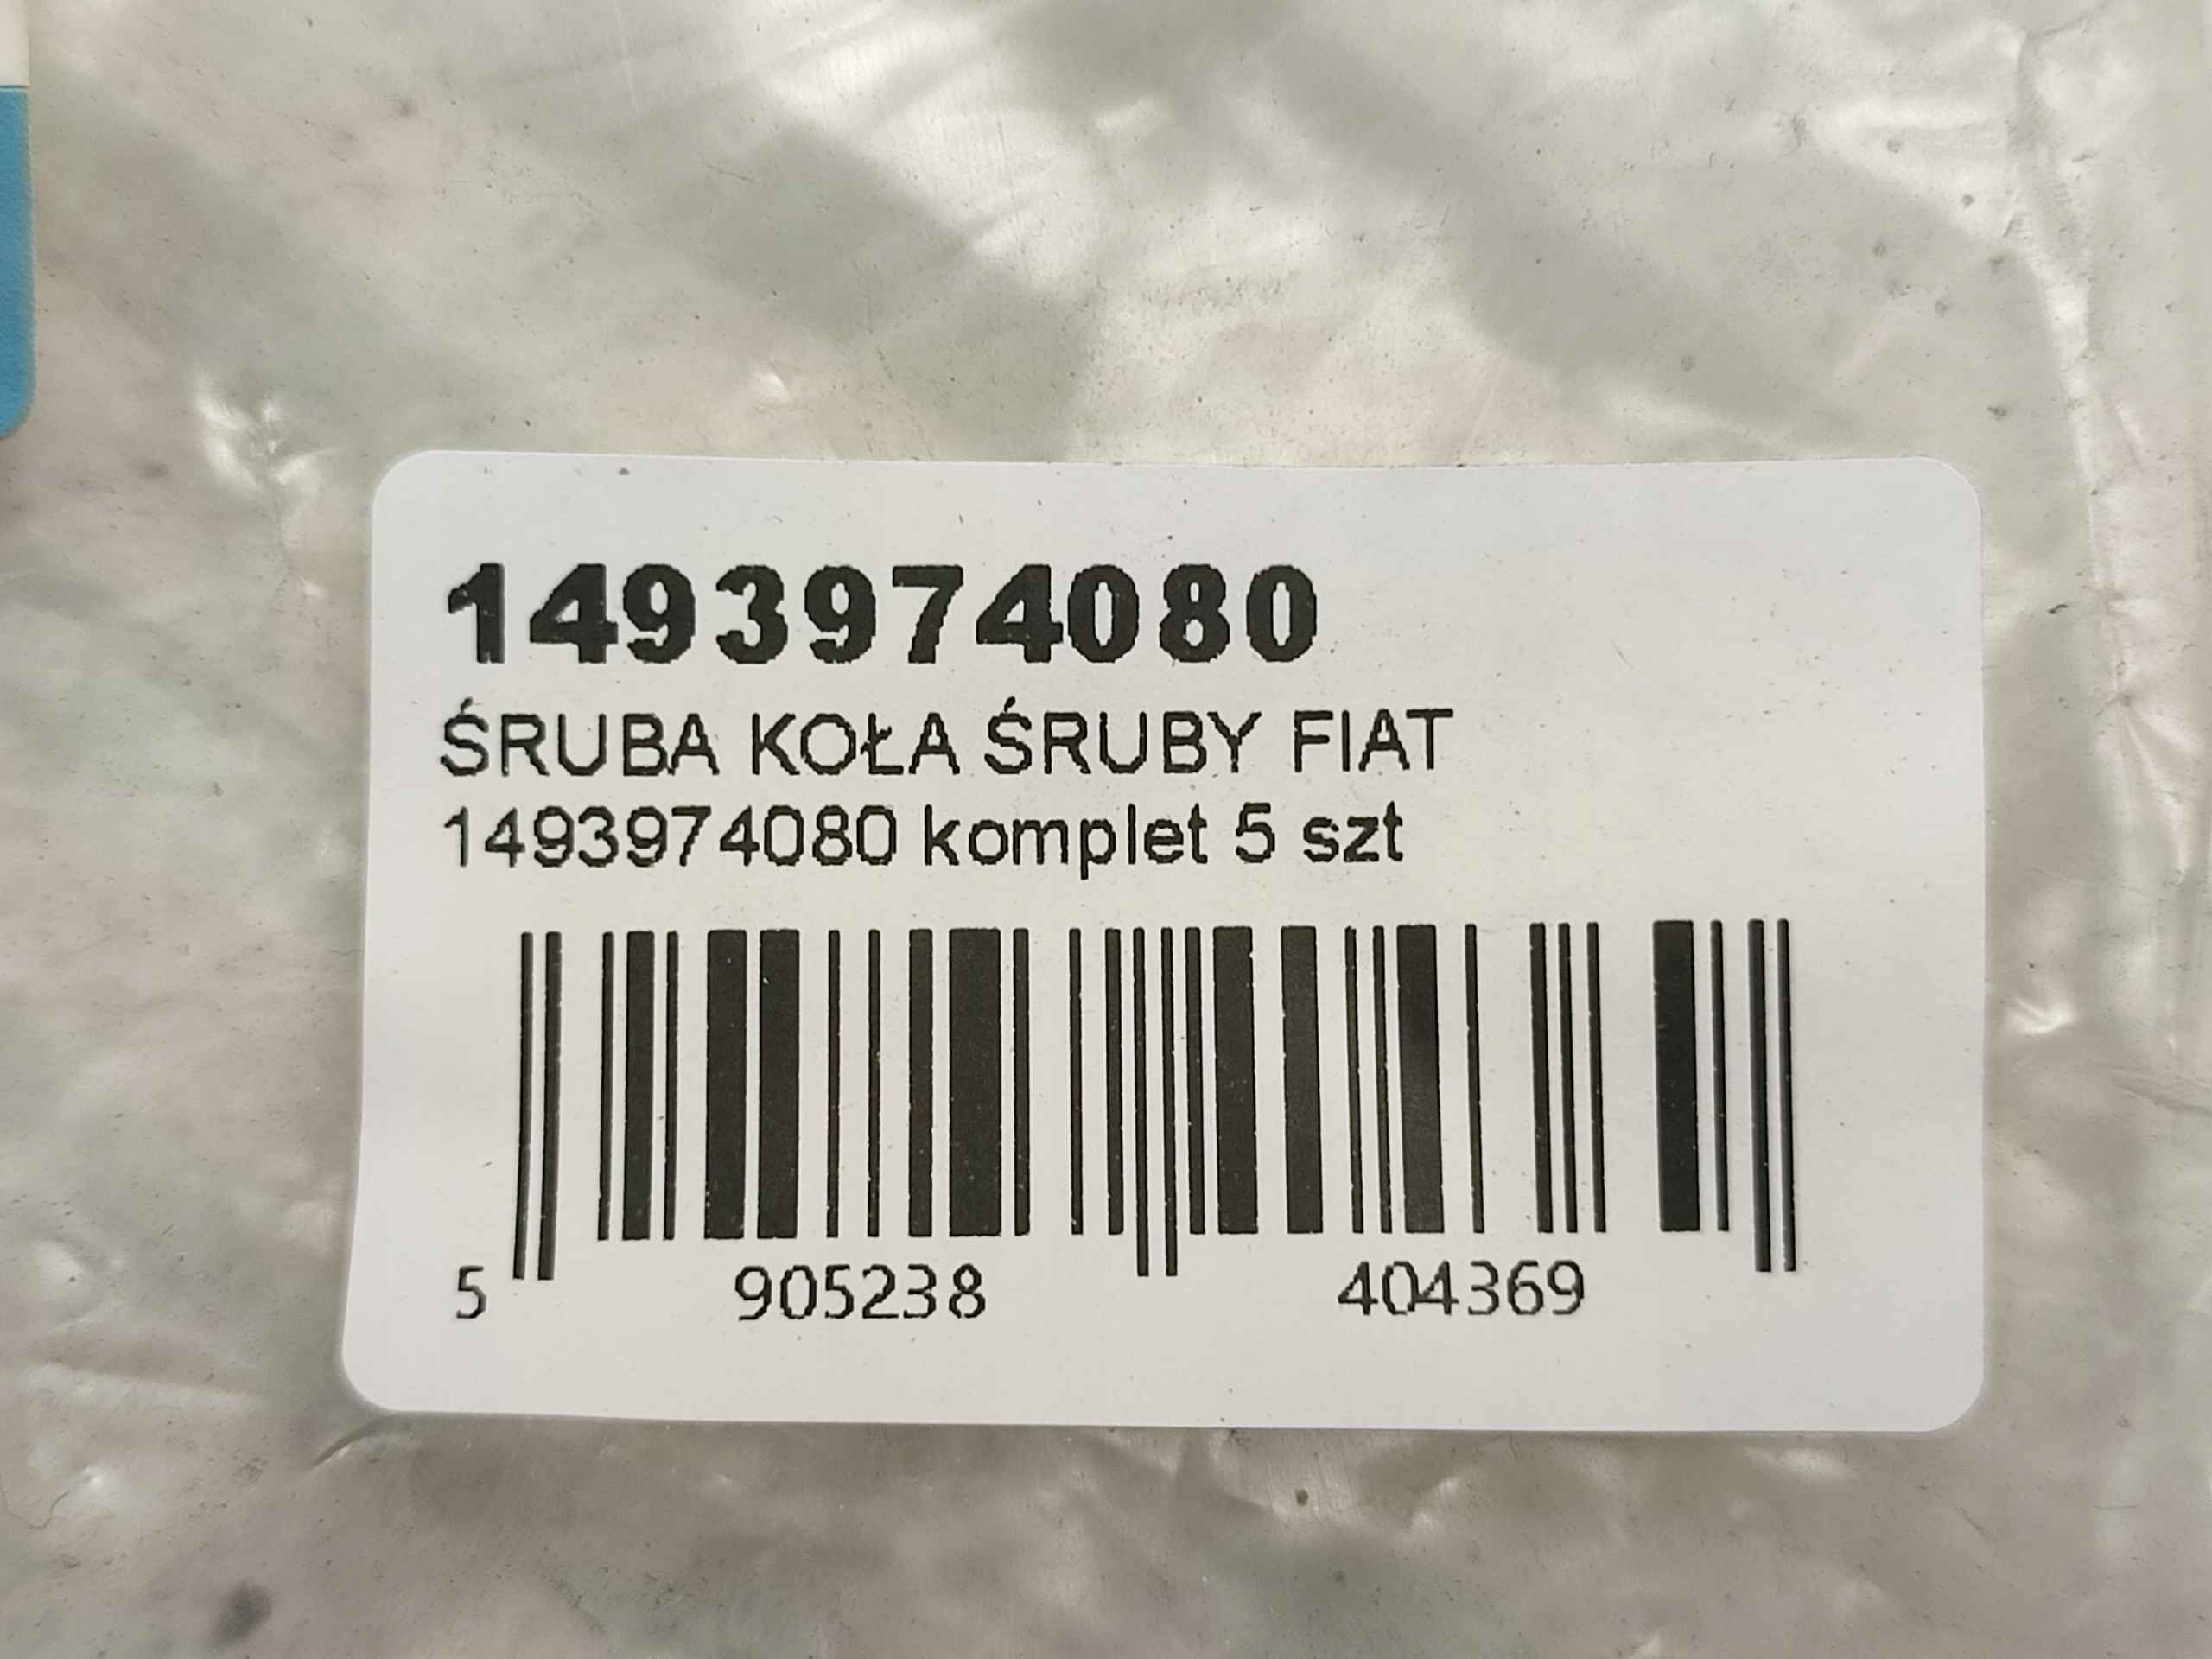 1493974080
ŚRUBA KOŁA ŚRUBY FIAT
1493974080 komplet 5 szt
5 905238 404369